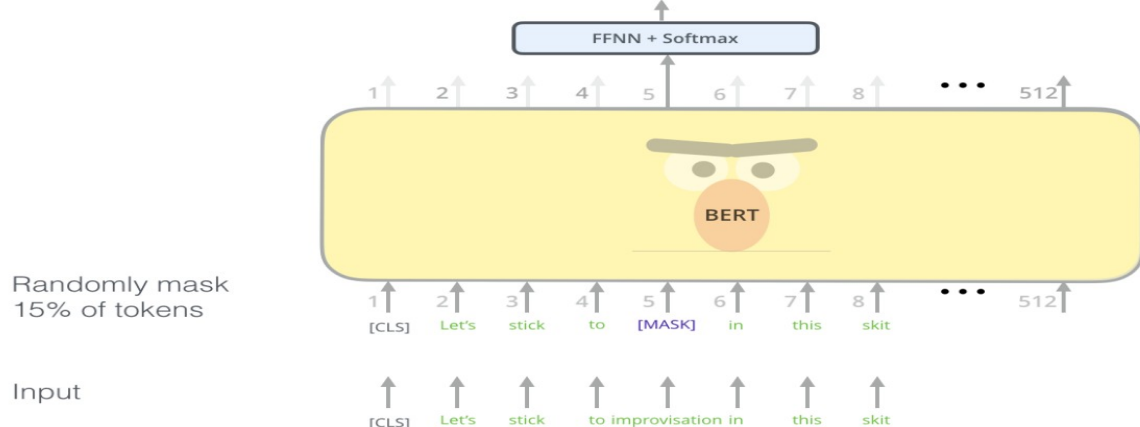 FFNN + Softmax
1 2 3 4 5 6 7 8 ••• 512
BERT
Randomly mask
15% of tokens
1 2 3 4 5 6 7 8 ••• 512
[CLS] Let's stick to [MASK] in this skit
Input
[CLS] Let's stick to improvisation in this skit